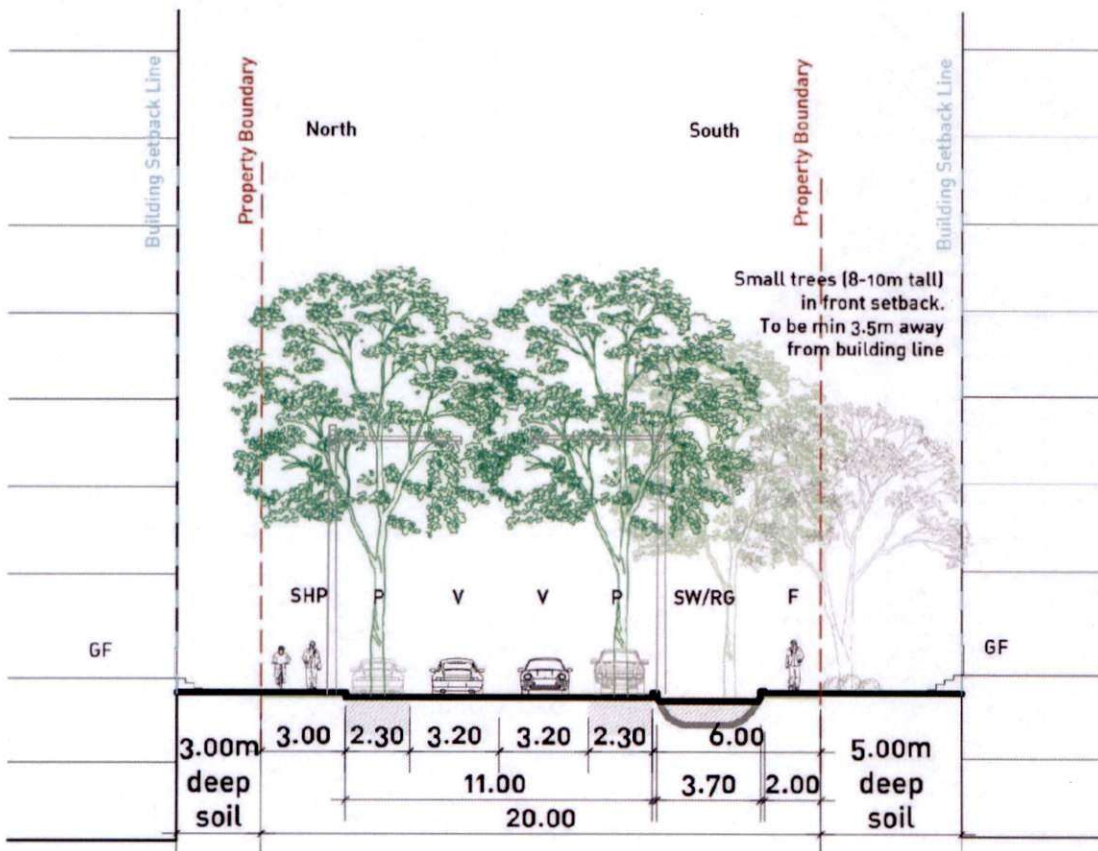 Building Setback Line
Property Boundary
North
South
Property Boundary
Building Setback Line
Small trees (8-10m tall)
in front setback.
To be min 3.5m away
from building line
SHP
P
V
V
P
SW/RG
F
GF
GF
3.00m
deep
soil
3.00
2.30
3.20
3.20
2.30
6.00
11.00
3.70
2.00
20.00
5.00m
deep
soil